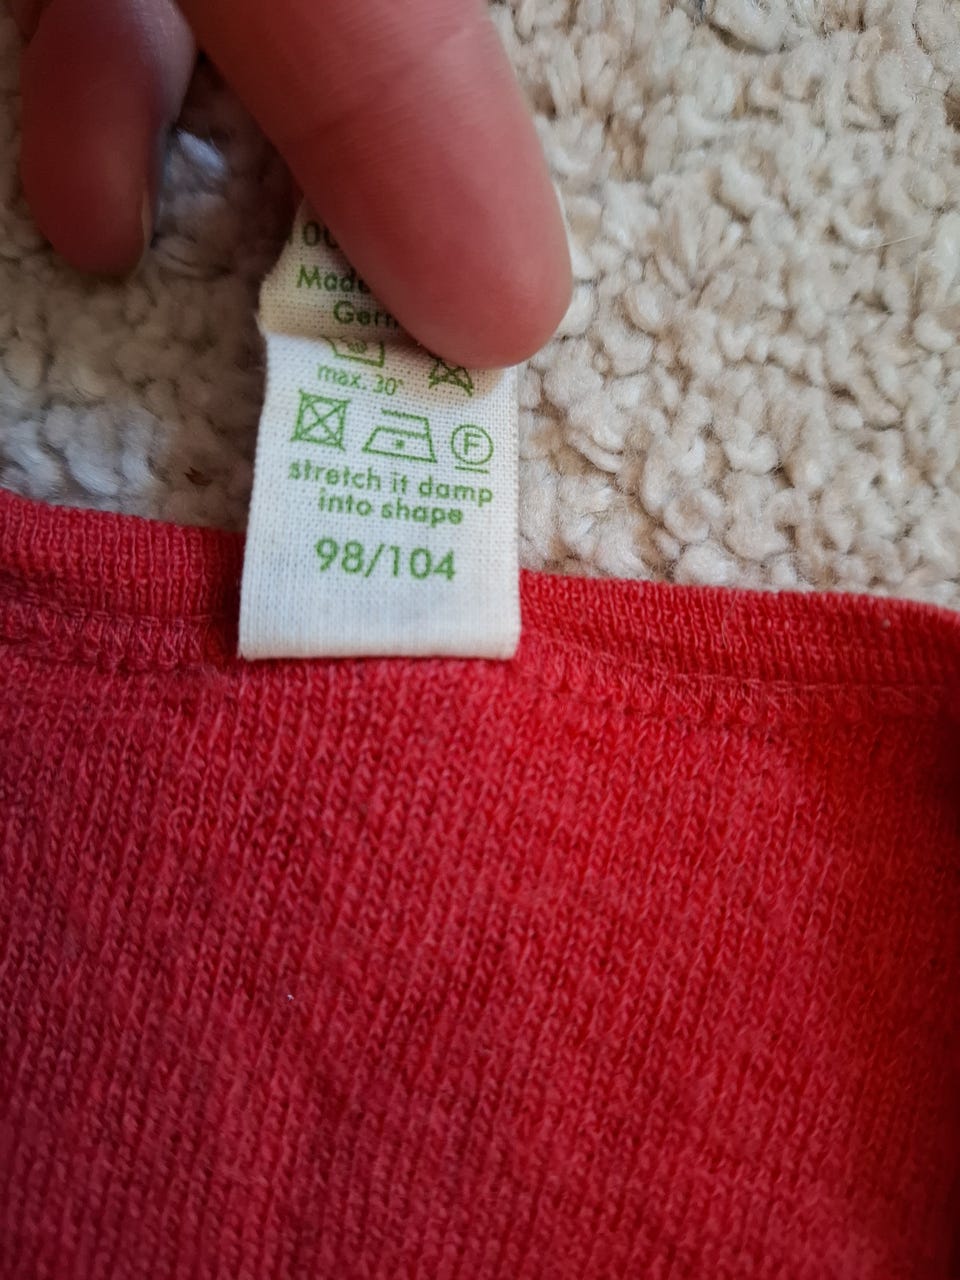 max. 30°
F
stretch it damp
into shape
98/104